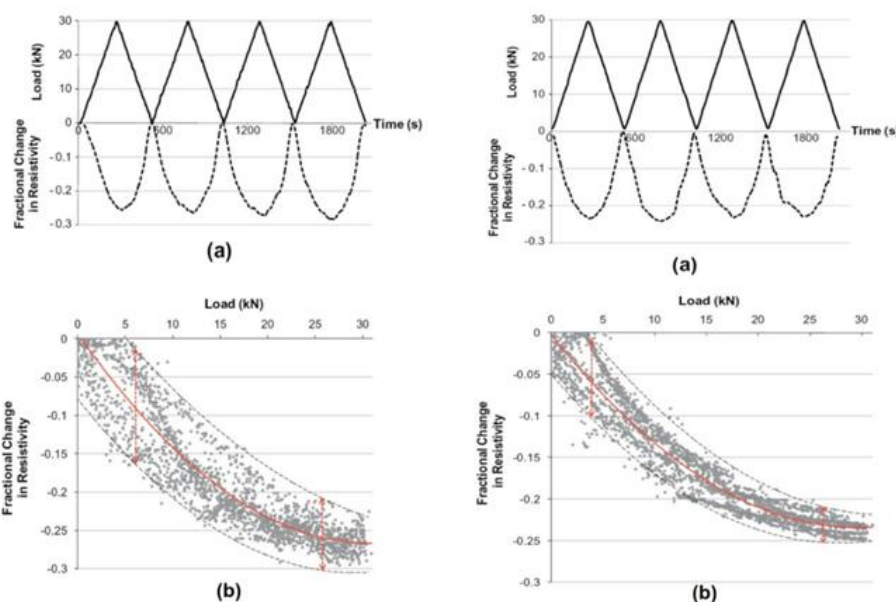 30
20
10
0
Load (kN)
600
1200
1800
Time (s)
- 0.1
- 0.2
- 0.3
Fractional Change
in Resistivity
(a)
30
20
10
0
Load (kN)
600
1200
1800
Time (s)
- 0.1
- 0.2
- 0.3
Fractional Change
in Resistivity
(a)
Load (kN)
0 5 10 15 20 25 30
0
-0.05
-0.1
-0.15
-0.2
-0.25
-0.3
Fractional Change
in Resistivity
(b)
Load (kN)
0 5 10 15 20 25 30
0
-0.05
-0.1
-0.15
-0.2
-0.25
-0.3
Fractional Change
in Resistivity
(b)